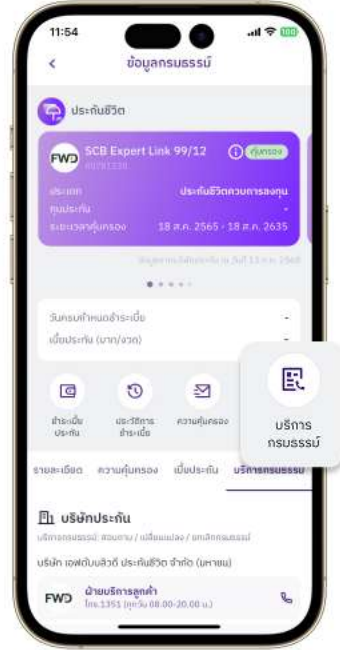 11:54
100
ข้อมูลกรมธรรม์
ประกันชีวิต
FWD
SCB Expert Link 99/12
คุ้มครอง
ประเภท
ประกันชีวิตควบการลงทุน
ทุนประกัน
-
ระยะเวลาคุ้มครอง
18 ส.ค. 2565 - 18 ส.ค. 2635
วันครบกำหนดชำระเบี้ย
-
เบี้ยประกัน (บาท/งวด)
-
ชำระเบี้ย
ประกัน
ประวัติการ
ชำระเบี้ย
ความคุ้มครอง
บริการ
กรมธรรม์
รายละเอียด ความคุ้มครอง เบี้ยประกัน บริการกรมธรรม์
บริษัทประกัน
บริการกรมธรรม์: สอบถาม / เปลี่ยนแปลง / ยกเลิกกรมธรรม์
บริษัท เอฟดับบลิวดี ประกันชีวิต จำกัด (มหาชน)
FWD
ฝ่ายบริการลูกค้า
โทร.1351 (ทุกวัน 08.00-20.00 น.)